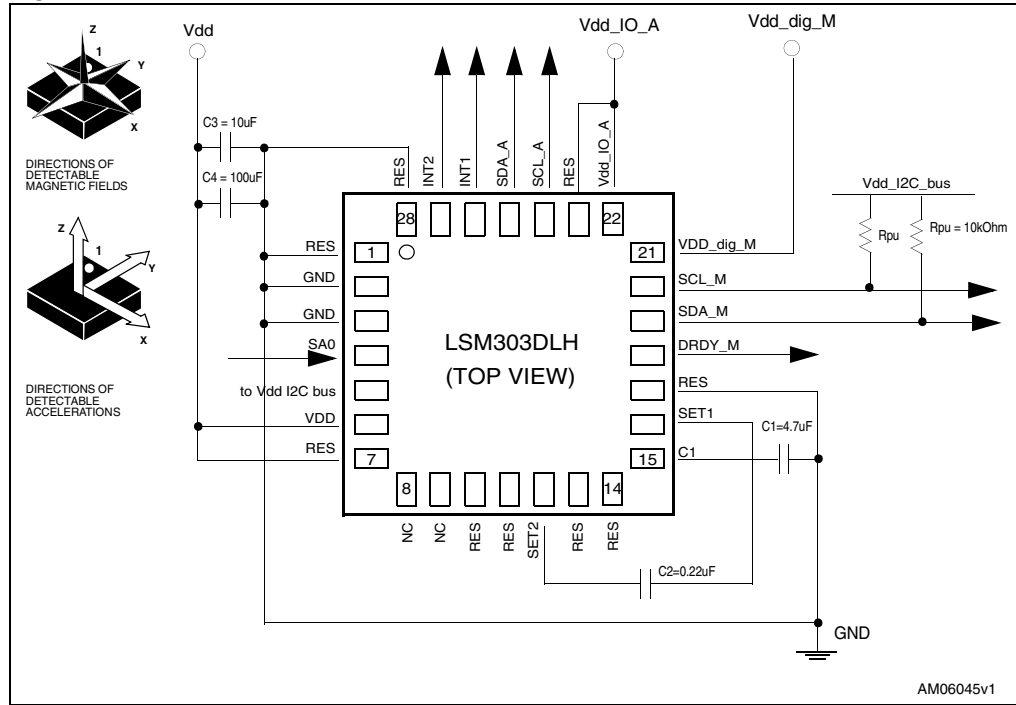 Z
1
Y
X
DIRECTIONS OF
DETECTABLE
MAGNETIC FIELDS
Z
1
Y
X
DIRECTIONS OF
DETECTABLE
ACCELERATIONS
Vdd
C3 = 10uF
C4 = 100uF
Vdd_IO_A
Vdd_dig_M
RES
INT2
INT1
SDA_A
SCL_A
RES
Vdd_IO_A
28
22
RES
1
GND
GND
SA0
to Vdd I2C bus
VDD
RES
7
LSM303DLH
(TOP VIEW)
21
VDD_dig_M
SCL_M
SDA_M
DRDY_M
RES
SET1
15
C1
Vdd_I2C_bus
Rpu
Rpu = 10kOhm
C1=4.7uF
8
14
NC
NC
RES
RES
SET2
RES
RES
C2=0.22uF
GND
AM06045v1